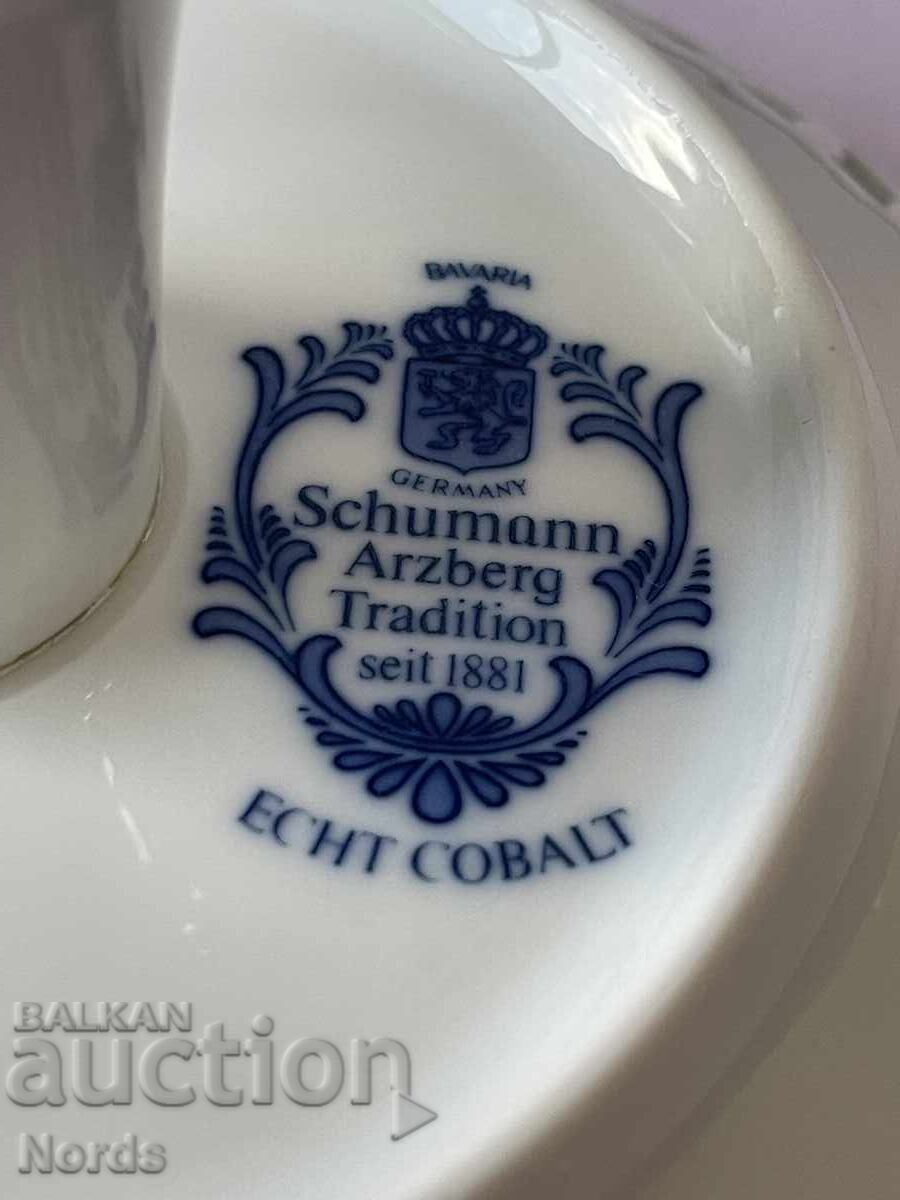 BAVARIA
GERMANY
Schumann
Arzberg
Tradition
seit 1881
ECHT COBALT
BALKAN
auction
Nords